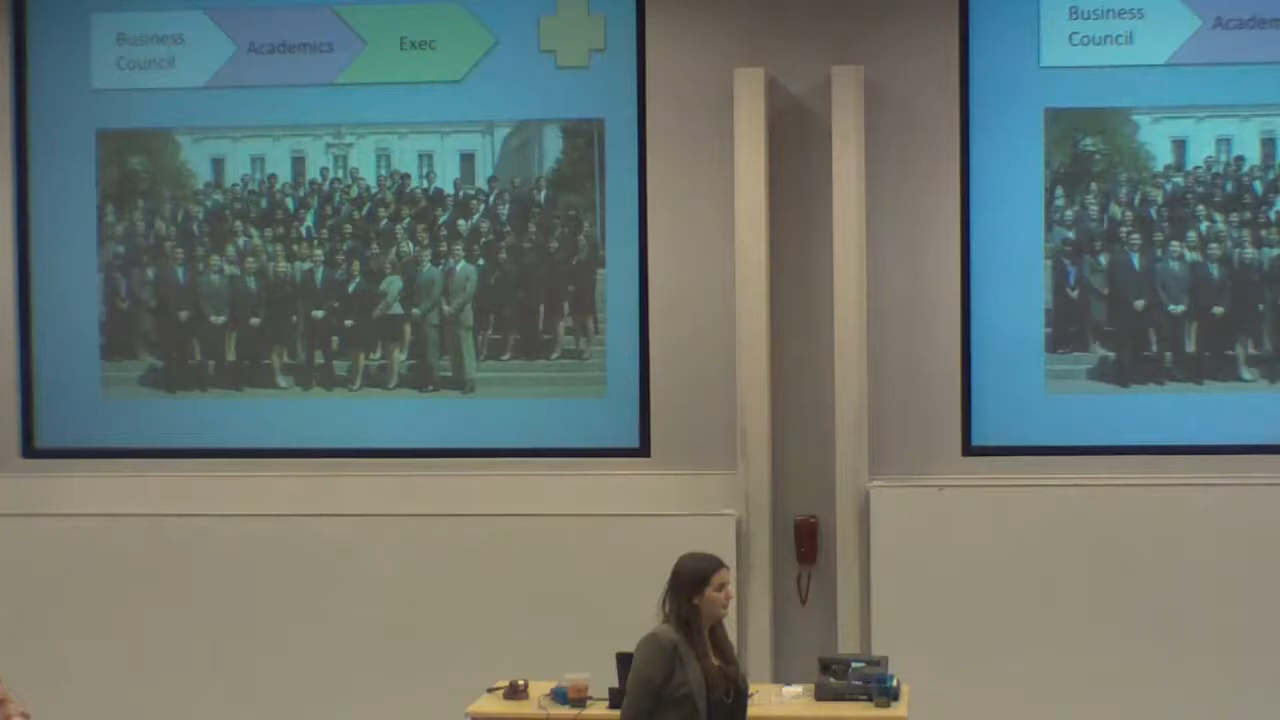 Business
Council
Academics
Exec
Business
Council
Academ